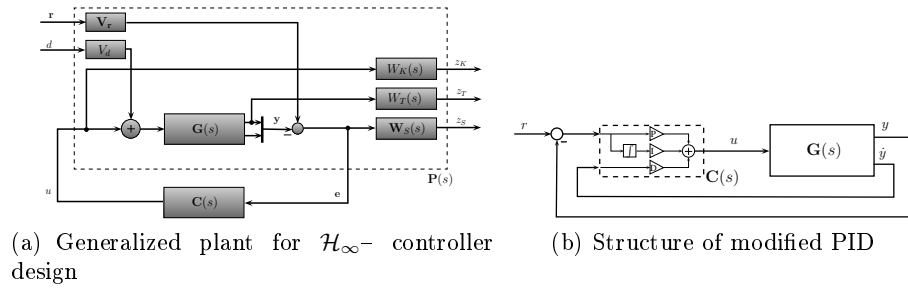 r
V_r
d
V_d
W_K(s)
z_K
W_T(s)
z_T
G(s)
y
W_S(s)
z_S
P(s)
u
C(s)
e
r
P
I
D
∫
u
C(s)
G(s)
y
ẏ
(a) Generalized plant for ℋ∞– controller
design
(b) Structure of modified PID